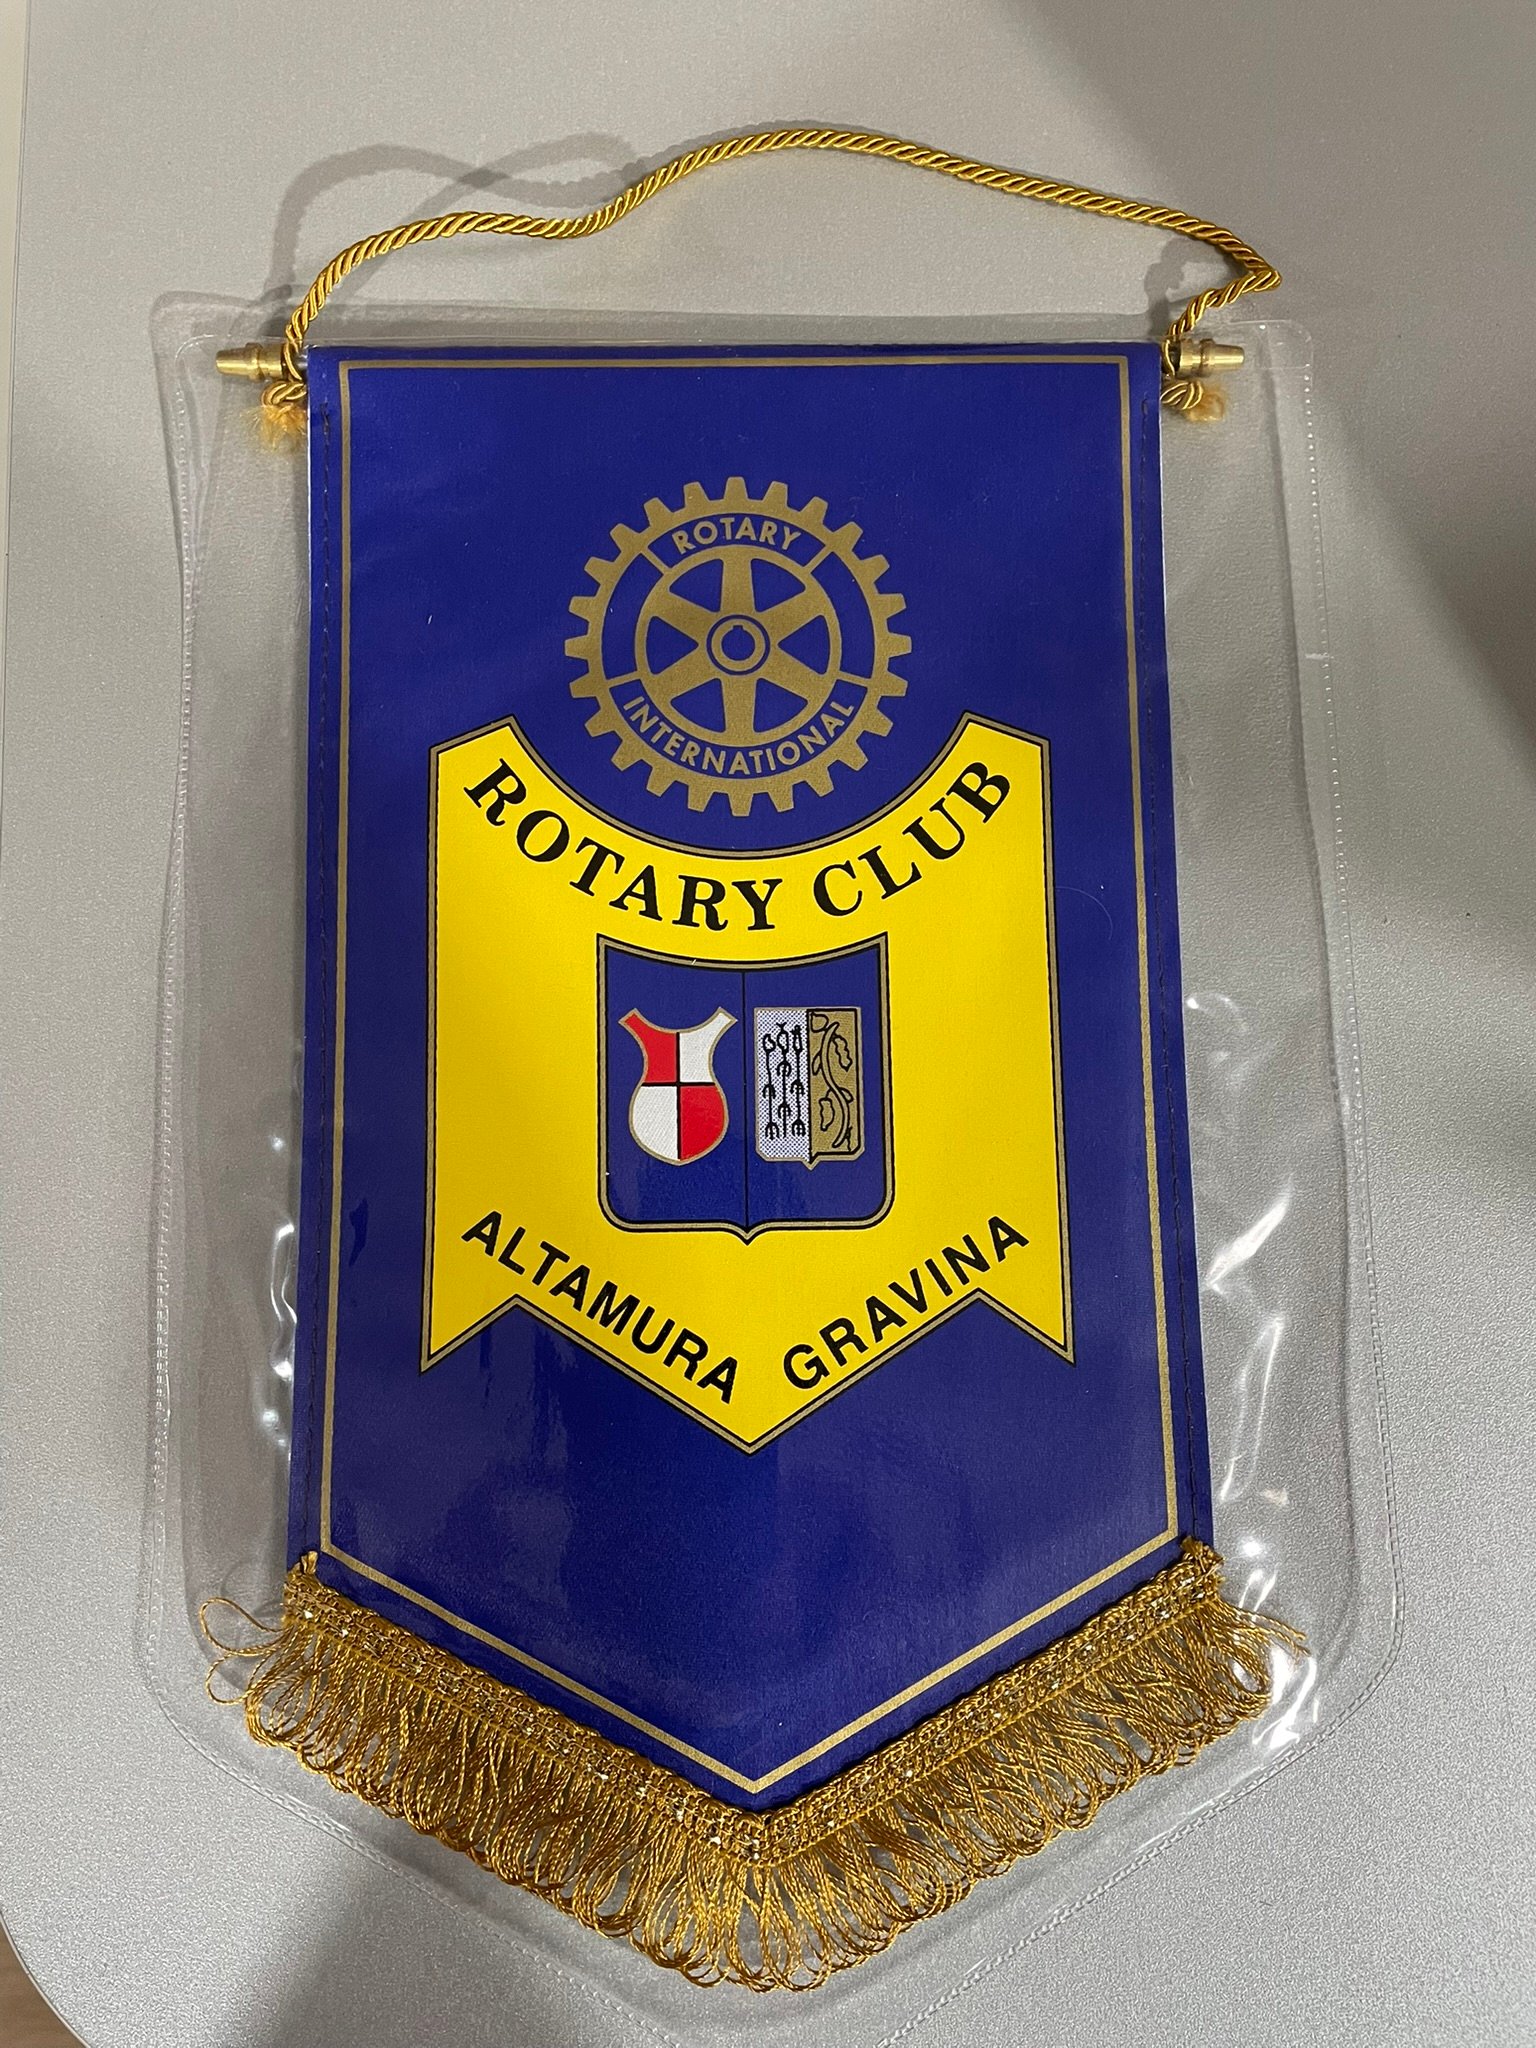 ROTARY
INTERNATIONAL
ROTARY CLUB
ALTAMURA GRAVINA